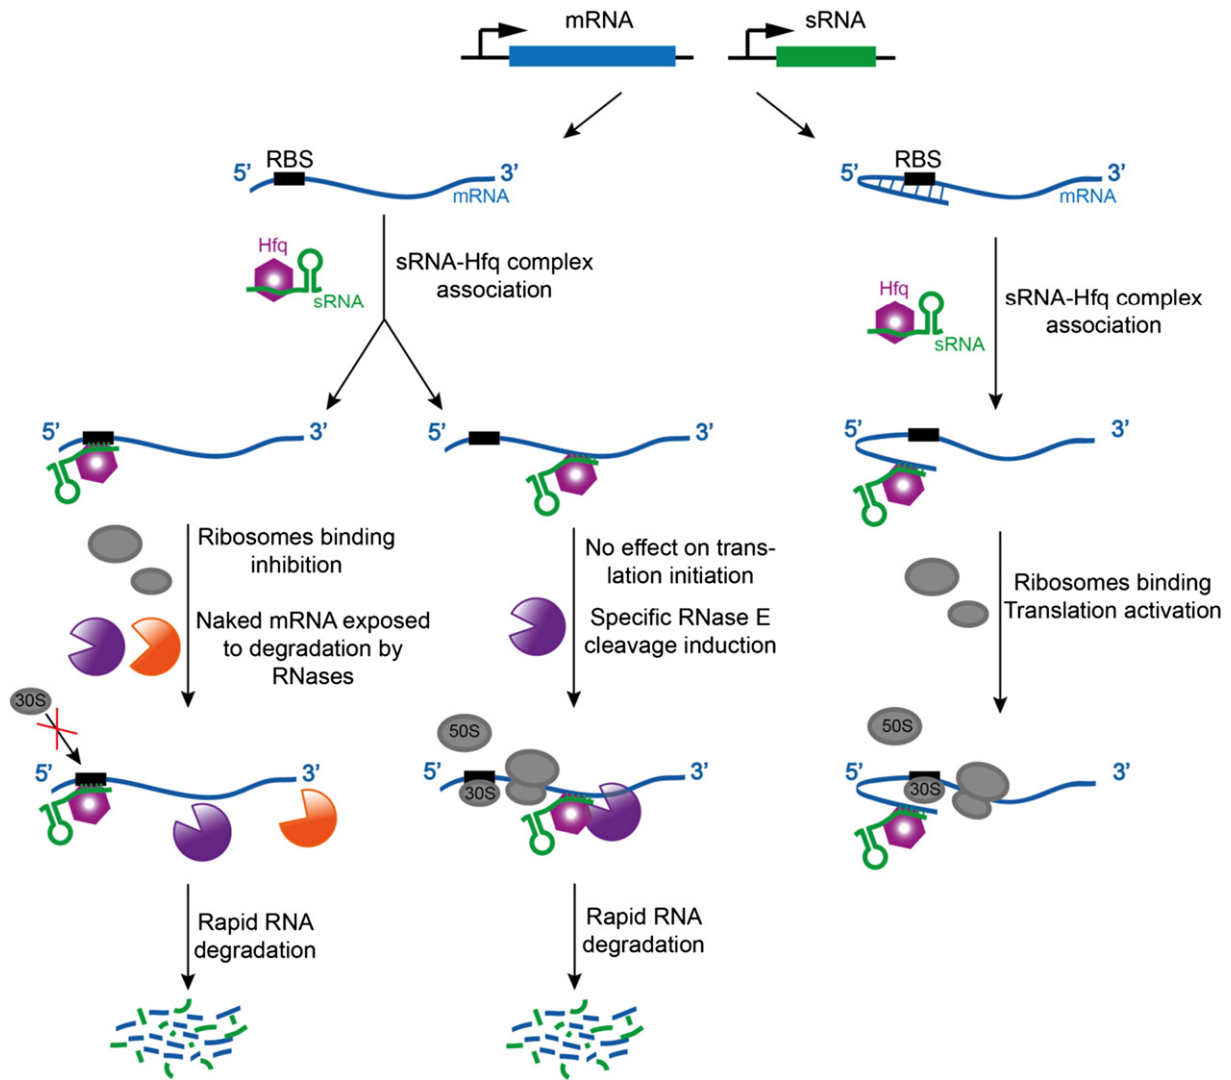 mRNA
sRNA
5’
RBS
3’
mRNA
5’
RBS
3’
mRNA
Hfq
sRNA
sRNA-Hfq complex
association
Hfq
sRNA
sRNA-Hfq complex
association
5’
3’
5’
3’
5’
3’
Ribosomes binding
inhibition
Naked mRNA exposed
to degradation by
RNases
No effect on trans-
lation initiation
Specific RNase E
cleavage induction
Ribosomes binding
Translation activation
30S
5’
3’
50S
5’
30S
3’
50S
5’
30S
3’
Rapid RNA
degradation
Rapid RNA
degradation